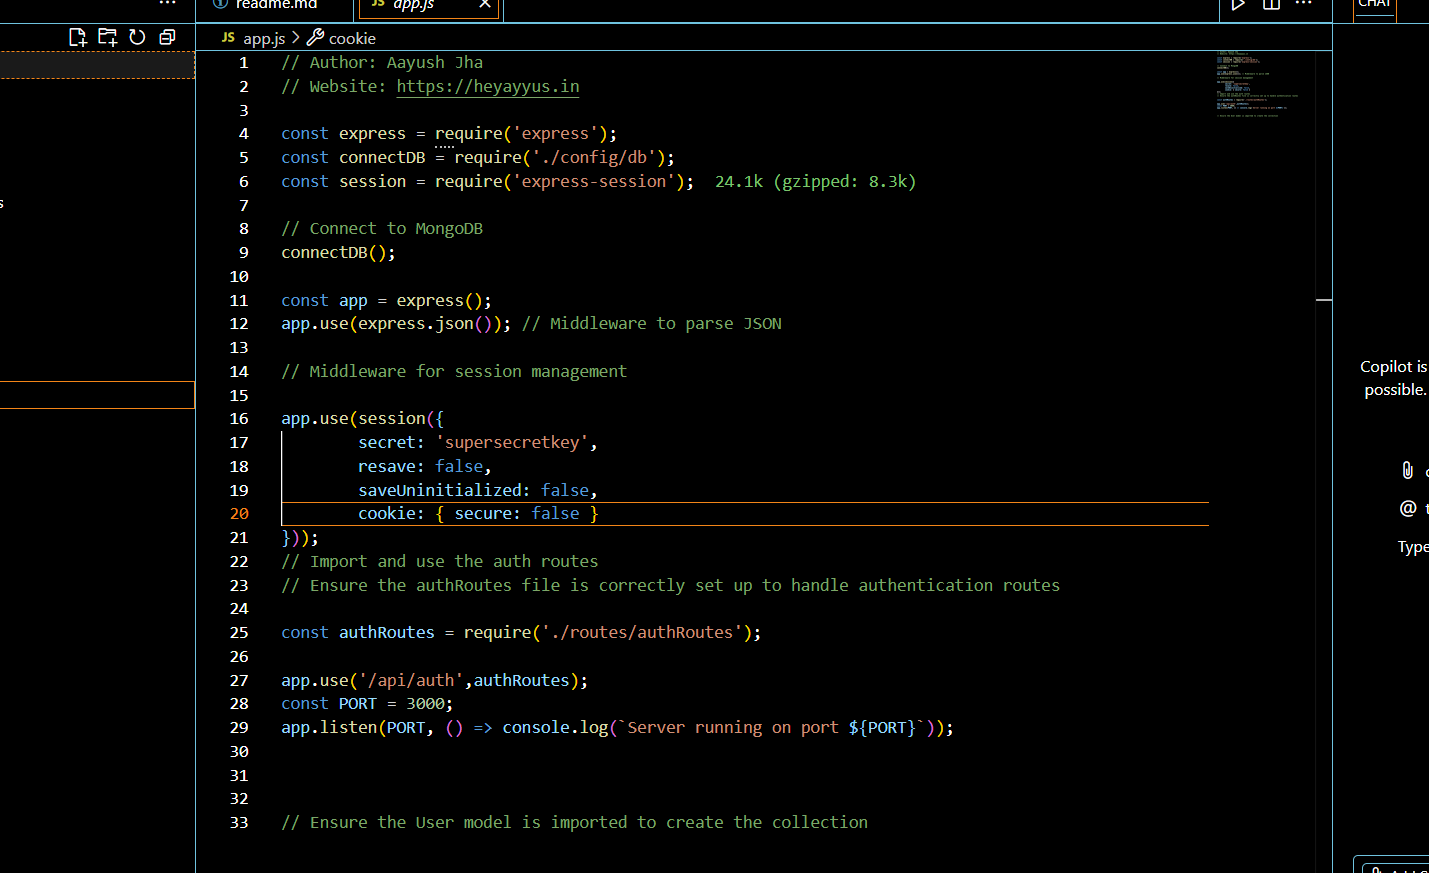 readme.md
JS app.js
CHAT
JS app.js > cookie
1 // Author: Aayush Jha
2 // Website: https://heyayyus.in
3
4 const express = require('express');
5 const connectDB = require('./config/db');
6 const session = require('express-session'); 24.1k (gzipped: 8.3k)
7
8 // Connect to MongoDB
9 connectDB();
10
11 const app = express();
12 app.use(express.json()); // Middleware to parse JSON
13
14 // Middleware for session management
15
16 app.use(session({
17 secret: 'supersecretkey',
18 resave: false,
19 saveUninitialized: false,
20 cookie: { secure: false }
21 }));
22 // Import and use the auth routes
23 // Ensure the authRoutes file is correctly set up to handle authentication routes
24
25 const authRoutes = require('./routes/authRoutes');
26
27 app.use('/api/auth',authRoutes);
28 const PORT = 3000;
29 app.listen(PORT, () => console.log(`Server running on port ${PORT}`));
30
31
32
33 // Ensure the User model is imported to create the collection
s
Copilot is
possible.
@ t
Type